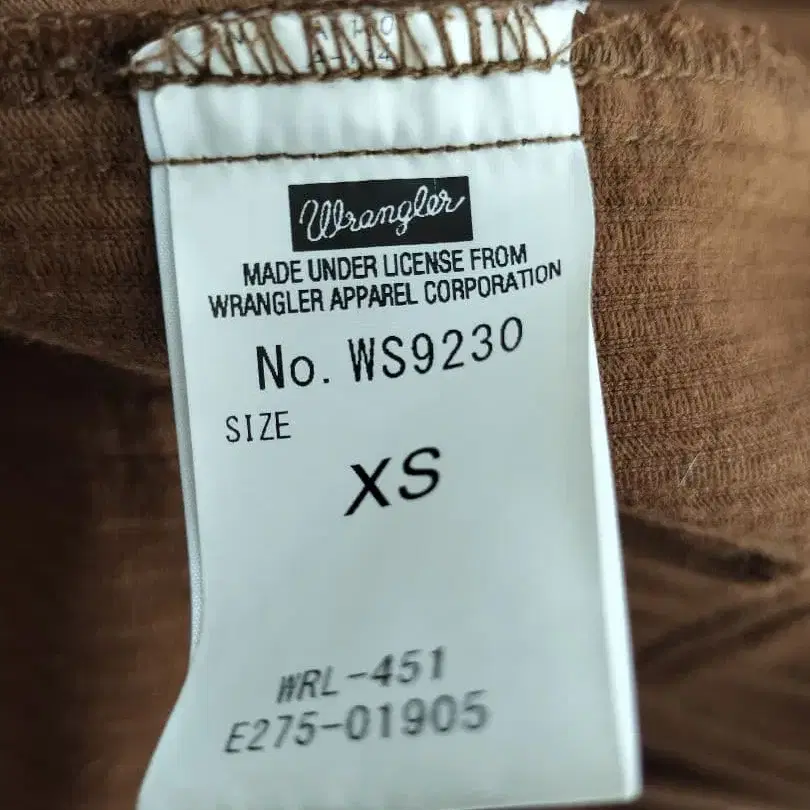 Wrangler
MADE UNDER LICENSE FROM
WRANGLER APPAREL CORPORATION
No. WS9230
SIZE
XS
WRL-451
E275-01905